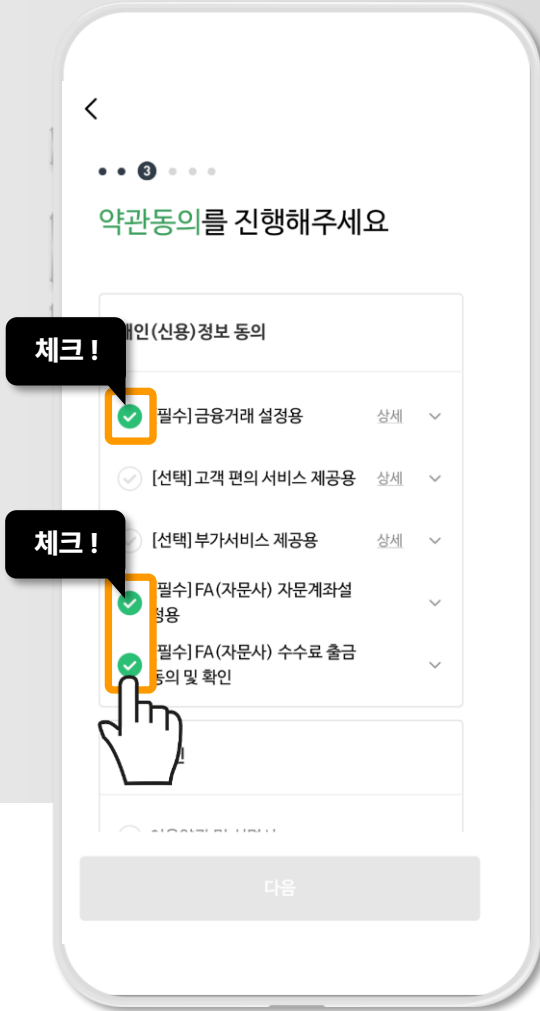 3
약관동의를 진행해주세요
개인(신용)정보 동의
체크 !
[필수] 금융거래 설정용 상세
[선택] 고객 편의 서비스 제공용 상세
체크 !
[선택] 부가서비스 제공용 상세
[필수] FA(자문사) 자문계좌설
정용
[필수] FA(자문사) 수수료 출금
동의 및 확인
다음